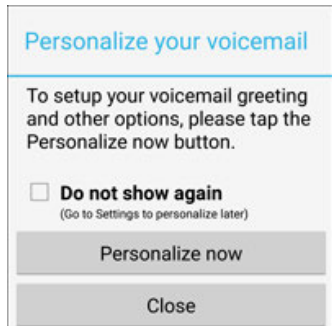 Personalize your voicemail
To setup your voicemail greeting
and other options, please tap the
Personalize now button.
Do not show again
(Go to Settings to personalize later)
Personalize now
Close